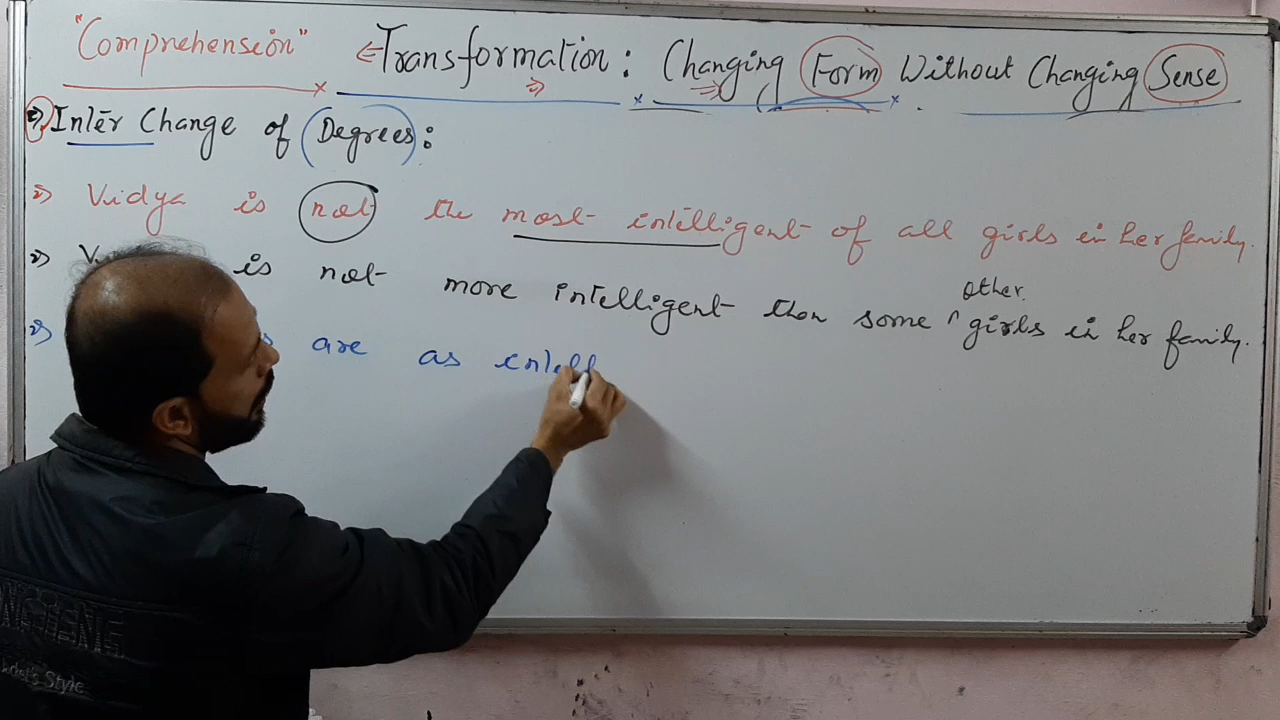 "Comprehension" Transformation: Changing Form Without Changing Sense
Inter Change of Degrees:
Vidya is not the most intelligent of all girls in her family.
is not more intelligent than some other girls in her family.
are as intell